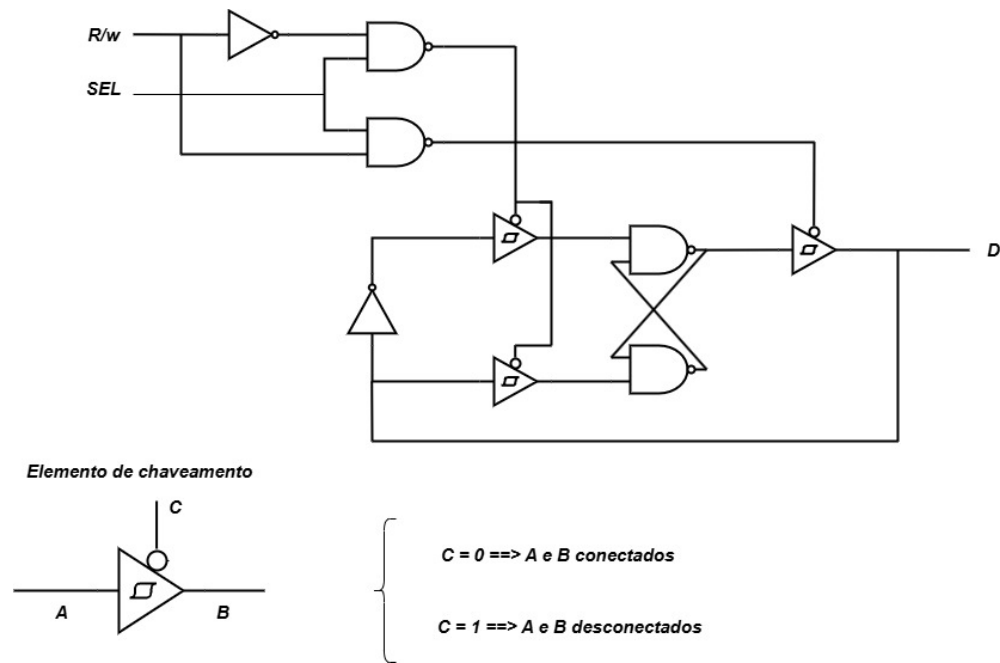 R/w
SEL
D
Elemento de chaveamento
C
A
B
C = 0 ==> A e B conectados
C = 1 ==> A e B desconectados